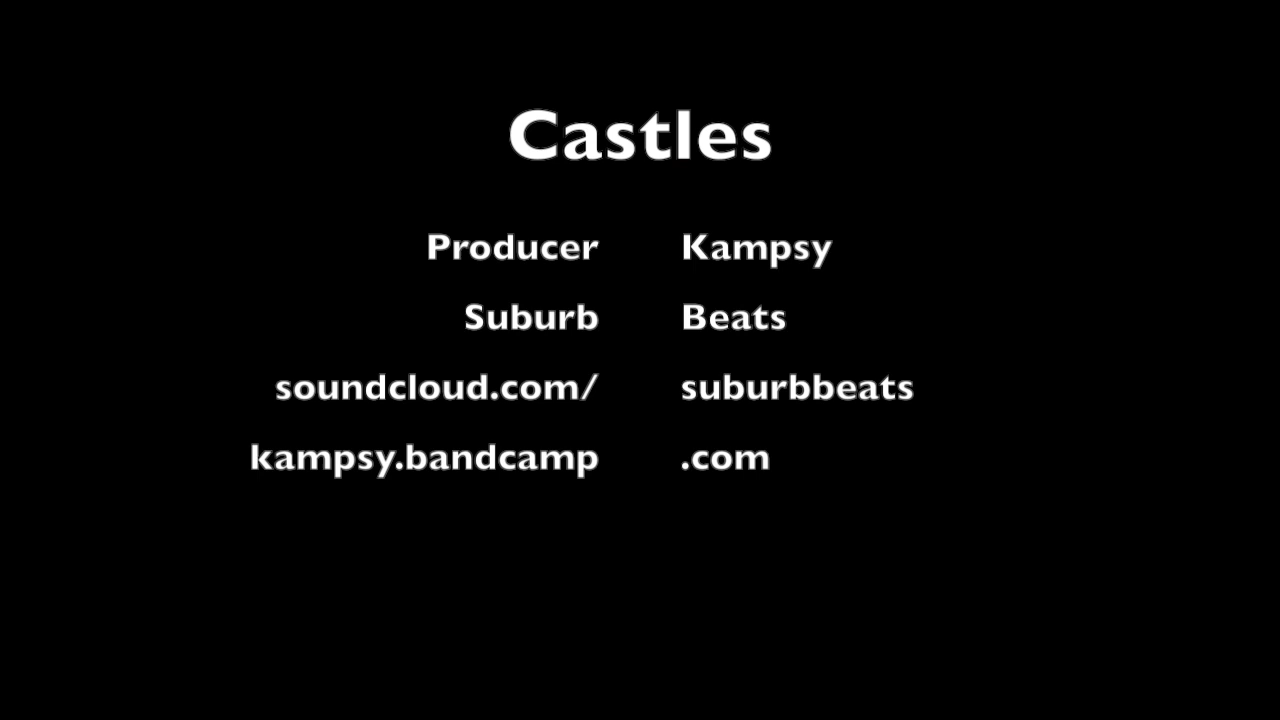 Castles
Producer Kampsy
Suburb Beats
soundcloud.com/ suburbbeats
kampsy.bandcamp .com